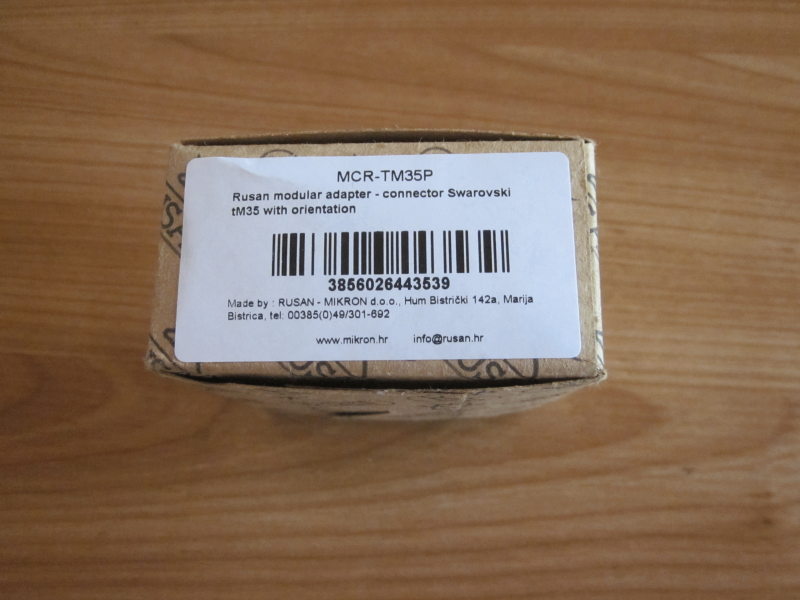 MCR-TM35P
Rusan modular adapter - connector Swarovski
tM35 with orientation
3856026443539
Made by : RUSAN - MIKRON d.o.o., Hum Bistrički 142a, Marija
Bistrica, tel: 00385(0)49/301-692
www.mikron.hr info@rusan.hr